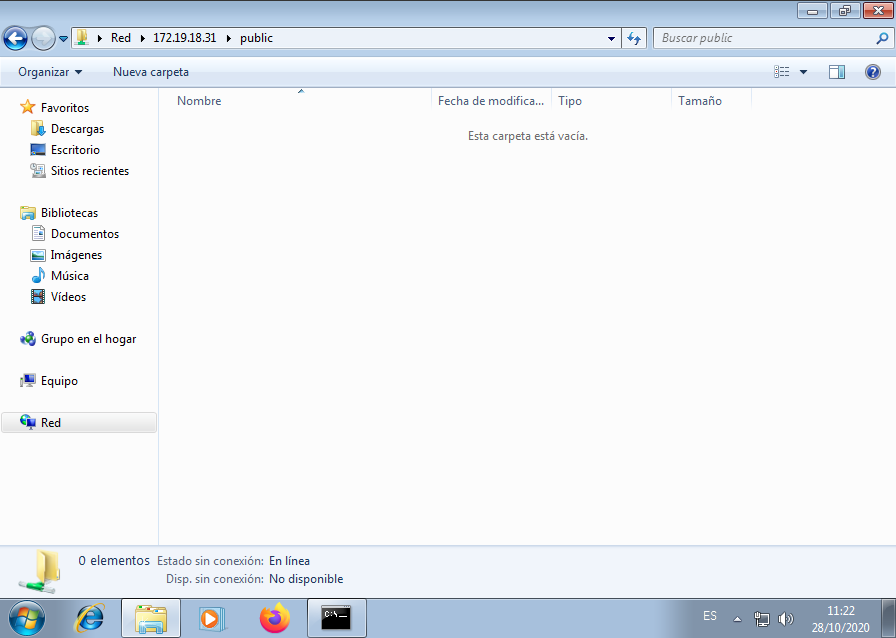 Red 172.19.18.31 public Buscar public
Organizar Nueva carpeta
Nombre Fecha de modifica... Tipo Tamaño
Esta carpeta está vacía.
Favoritos
Descargas
Escritorio
Sitios recientes
Bibliotecas
Documentos
Imágenes
Música
Vídeos
Grupo en el hogar
Equipo
Red
0 elementos Estado sin conexión: En línea
Disp. sin conexión: No disponible
C:\_
ES 11:22
28/10/2020